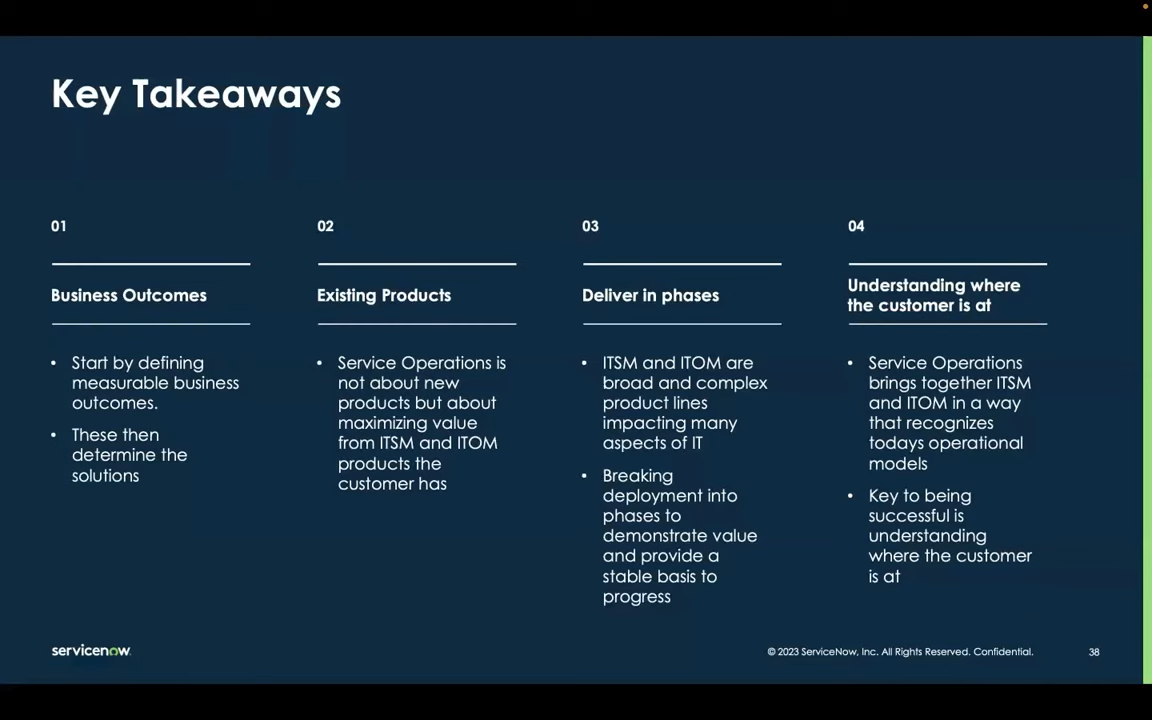 Key Takeaways
01
Business Outcomes
• Start by defining
measurable business
outcomes.
• These then
determine the
solutions
02
Existing Products
• Service Operations is
not about new
products but about
maximizing value
from ITSM and ITOM
products the
customer has
03
Deliver in phases
• ITSM and ITOM are
broad and complex
product lines
impacting many
aspects of IT
• Breaking
deployment into
phases to
demonstrate value
and provide a
stable basis to
progress
04
Understanding where
the customer is at
• Service Operations
brings together ITSM
and ITOM in a way
that recognizes
todays operational
models
• Key to being
successful is
understanding
where the customer
is at
servicenow
© 2023 ServiceNow, Inc. All Rights Reserved. Confidential.
38